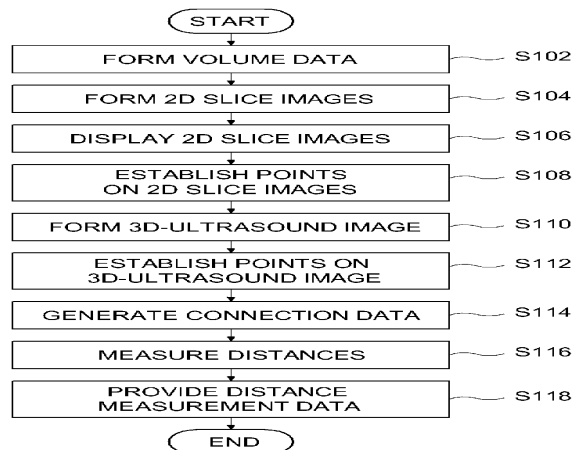 START
FORM VOLUME DATA
S102
FORM 2D SLICE IMAGES
S104
DISPLAY 2D SLICE IMAGES
S106
ESTABLISH POINTS
ON 2D SLICE IMAGES
S108
FORM 3D-ULTRASOUND IMAGE
S110
ESTABLISH POINTS ON
3D-ULTRASOUND IMAGE
S112
GENERATE CONNECTION DATA
S114
MEASURE DISTANCES
S116
PROVIDE DISTANCE
MEASUREMENT DATA
S118
END